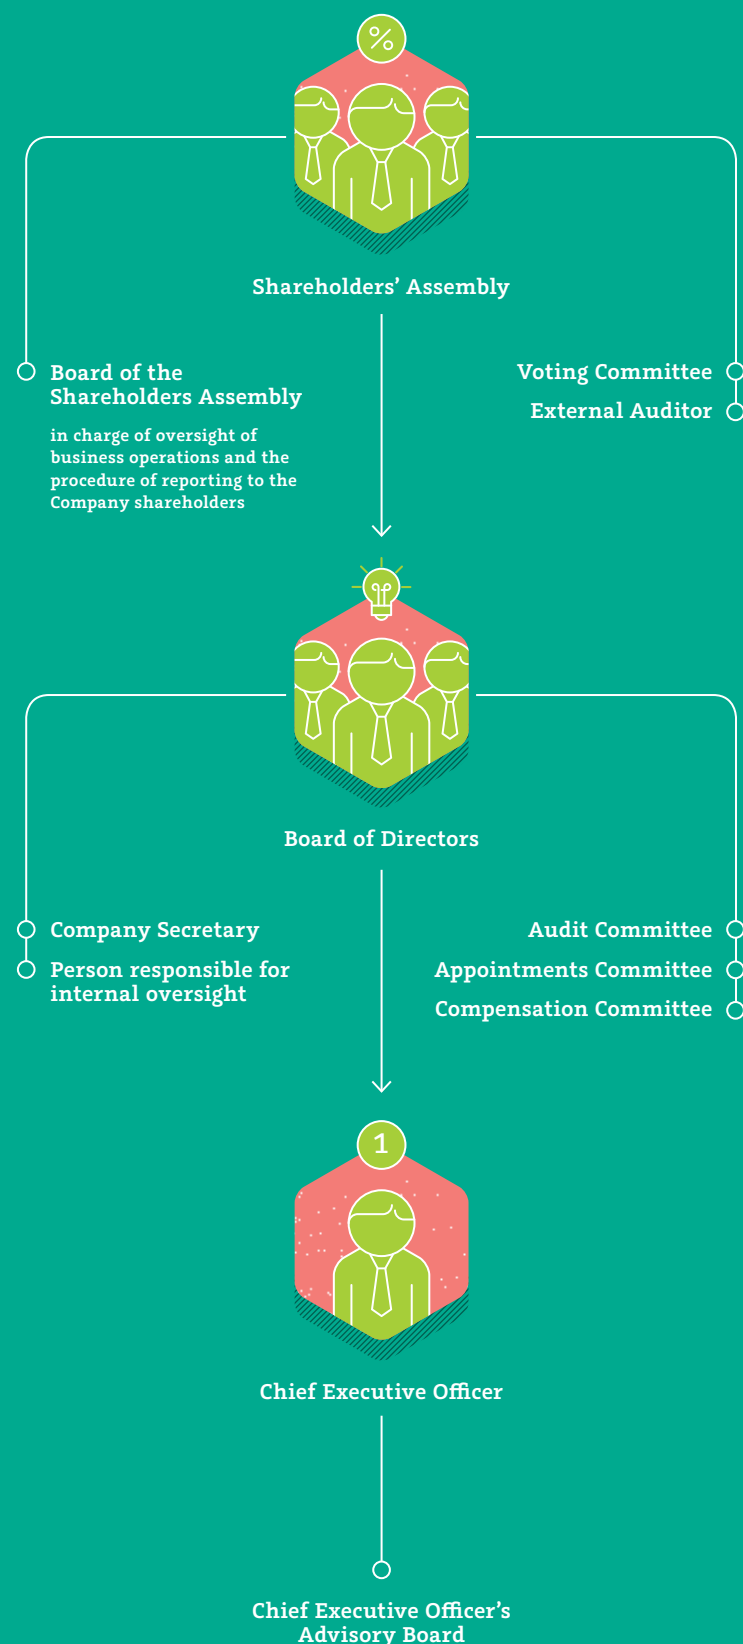 %
Shareholders’ Assembly
Board of the
Shareholders Assembly
in charge of oversight of
business operations and the
procedure of reporting to the
Company shareholders
Voting Committee
External Auditor
Board of Directors
Company Secretary
Person responsible for
internal oversight
Audit Committee
Appointments Committee
Compensation Committee
1
Chief Executive Officer
Chief Executive Officer’s
Advisory Board